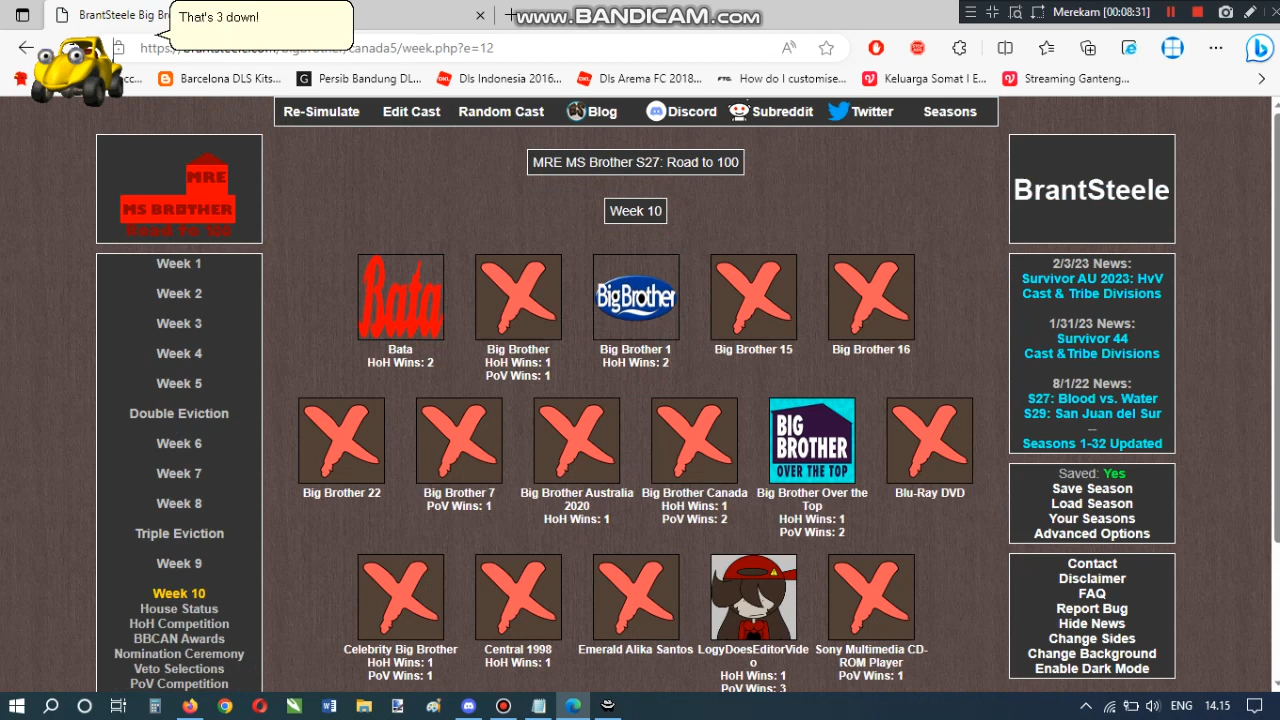 BrantSteele Big Br
That's 3 down!
www.BANDICAM.com
Merekam [00:08:31]
https://brantsteele.com/bigbrother/canada5/week.php?e=12
cc...
Barcelona DLS Kits...
Persib Bandung DL...
Dls Indonesia 2016...
Dls Arema FC 2018...
How do I customise...
Keluarga Somat I E...
Streaming Ganteng...
Re-Simulate
Edit Cast
Random Cast
Blog
Discord
Subreddit
Twitter
Seasons
MRE
MS BROTHER
Road to 100
MRE MS Brother S27: Road to 100
Week 10
BrantSteele
Week 1
Week 2
Week 3
Week 4
Week 5
Double Eviction
Week 6
Week 7
Week 8
Triple Eviction
Week 9
Week 10
House Status
HoH Competition
BBCAN Awards
Nomination Ceremony
Veto Selections
PoV Competition
Bata
Big Brother
Bata
HoH Wins: 2
Big Brother
HoH Wins: 1
PoV Wins: 1
Big Brother 1
HoH Wins: 2
Big Brother 15
Big Brother 16
BIG
BROTHER
OVER THE TOP
Big Brother 22
Big Brother 7
PoV Wins: 1
Big Brother Australia
2020
HoH Wins: 1
Big Brother Canada
HoH Wins: 1
PoV Wins: 2
Big Brother Over the
Top
HoH Wins: 1
PoV Wins: 2
Blu-Ray DVD
Celebrity Big Brother
HoH Wins: 1
PoV Wins: 1
Central 1998
HoH Wins: 1
Emerald Alika Santos
LogyDoesEditorVide
o
HoH Wins: 1
PoV Wins: 3
Sony Multimedia CD-
ROM Player
PoV Wins: 1
2/3/23 News:
Survivor AU 2023: HvV
Cast & Tribe Divisions
1/31/23 News:
Survivor 44
Cast &Tribe Divisions
8/1/22 News:
S27: Blood vs. Water
S29: San Juan del Sur
--
Seasons 1-32 Updated
Saved: Yes
Save Season
Load Season
Your Seasons
Advanced Options
Contact
Disclaimer
FAQ
Report Bug
Hide News
Change Sides
Change Background
Enable Dark Mode
ENG
14.15